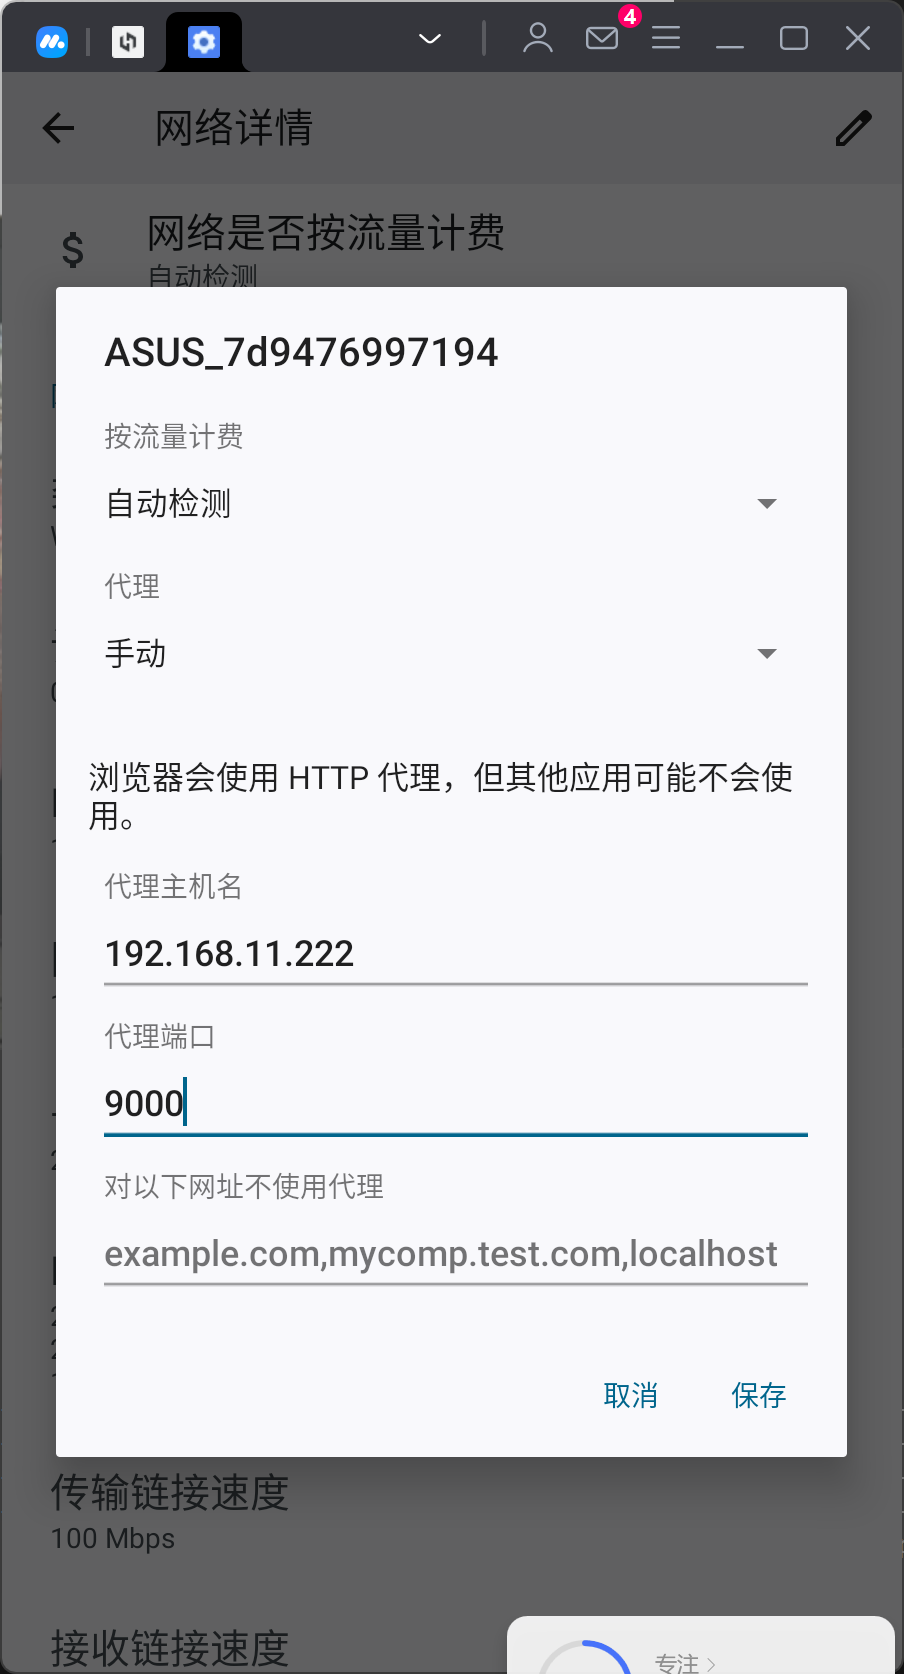 4
网络详情
$
网络是否按流量计费
自动检测
ASUS_7d9476997194
按流量计费
自动检测
代理
手动
浏览器会使用 HTTP 代理，但其他应用可能不会使
用。
代理主机名
192.168.11.222
代理端口
9000
对以下网址不使用代理
example.com,mycomp.test.com,localhost
取消
保存
传输链接速度
100 Mbps
接收链接速度
专注